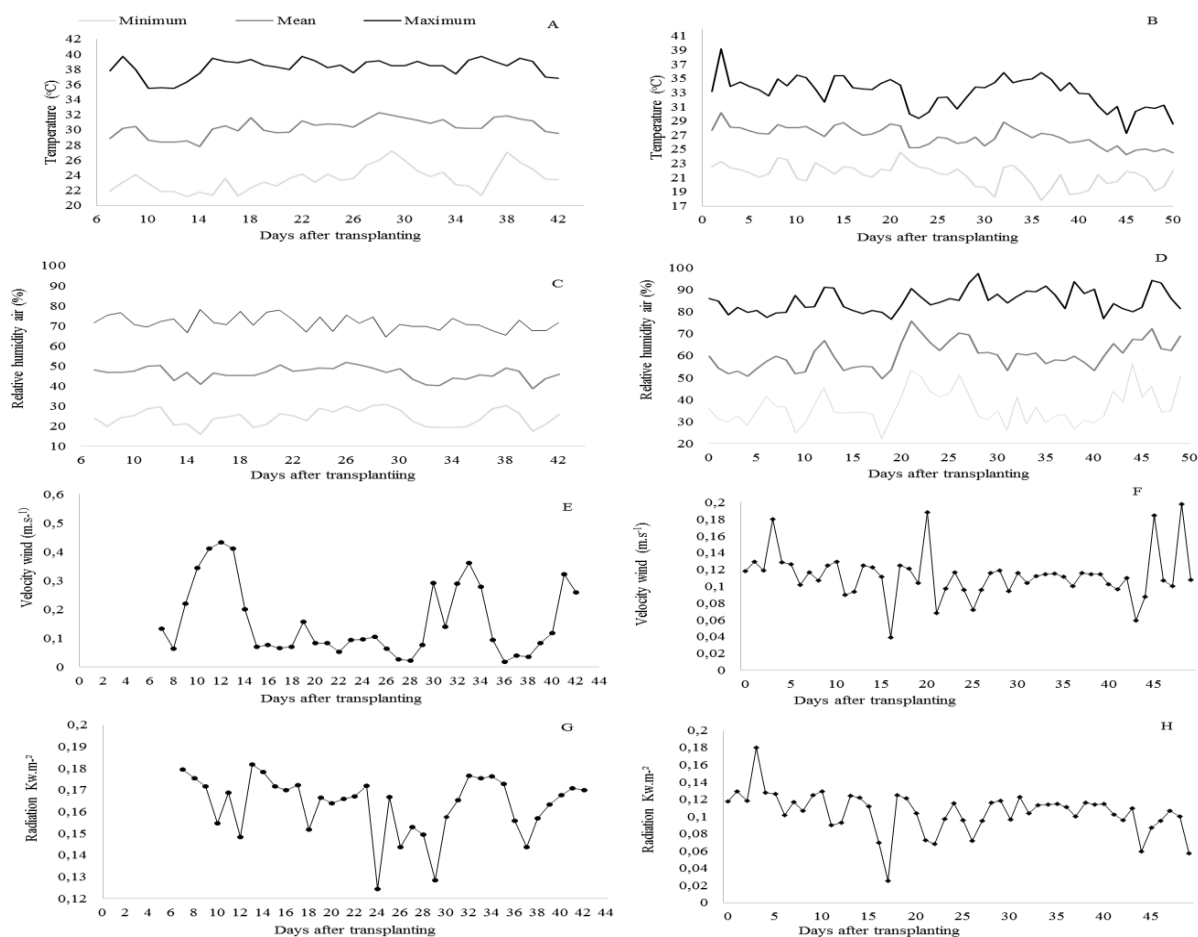 Minimum Mean Maximum
A
Temperature (ºC)
42
40
38
36
34
32
30
28
26
24
22
20
6 10 14 18 22 26 30 34 38 42
Days after transplanting
B
Temperature (ºC)
41
39
37
35
33
31
29
27
25
23
21
19
17
0 5 10 15 20 25 30 35 40 45 50
Days after transplanting
C
Relative humidity air (%)
100
90
80
70
60
50
40
30
20
10
6 10 14 18 22 26 30 34 38 42
Days after transplantiing
D
Relative humidity air (%)
100
90
80
70
60
50
40
30
20
0 5 10 15 20 25 30 35 40 45 50
Days after transplanting
E
Velocity wind (m.s-1)
0,6
0,5
0,4
0,3
0,2
0,1
0
0 2 4 6 8 10 12 14 16 18 20 22 24 26 28 30 32 34 36 38 40 42 44
Days after transplanting
F
Velocity wind (m.s-1)
0,2
0,18
0,16
0,14
0,12
0,1
0,08
0,06
0,04
0,02
0
0 5 10 15 20 25 30 35 40 45
Days after transplanting
G
Radiation Kw.m-2
0,2
0,19
0,18
0,17
0,16
0,15
0,14
0,13
0,12
0 2 4 6 8 10 12 14 16 18 20 22 24 26 28 30 32 34 36 38 40 42 44
Days after transplanting
H
Radiation Kw.m-2
0,2
0,18
0,16
0,14
0,12
0,1
0,08
0,06
0,04
0,02
0
0 5 10 15 20 25 30 35 40 45
Days after transplanting